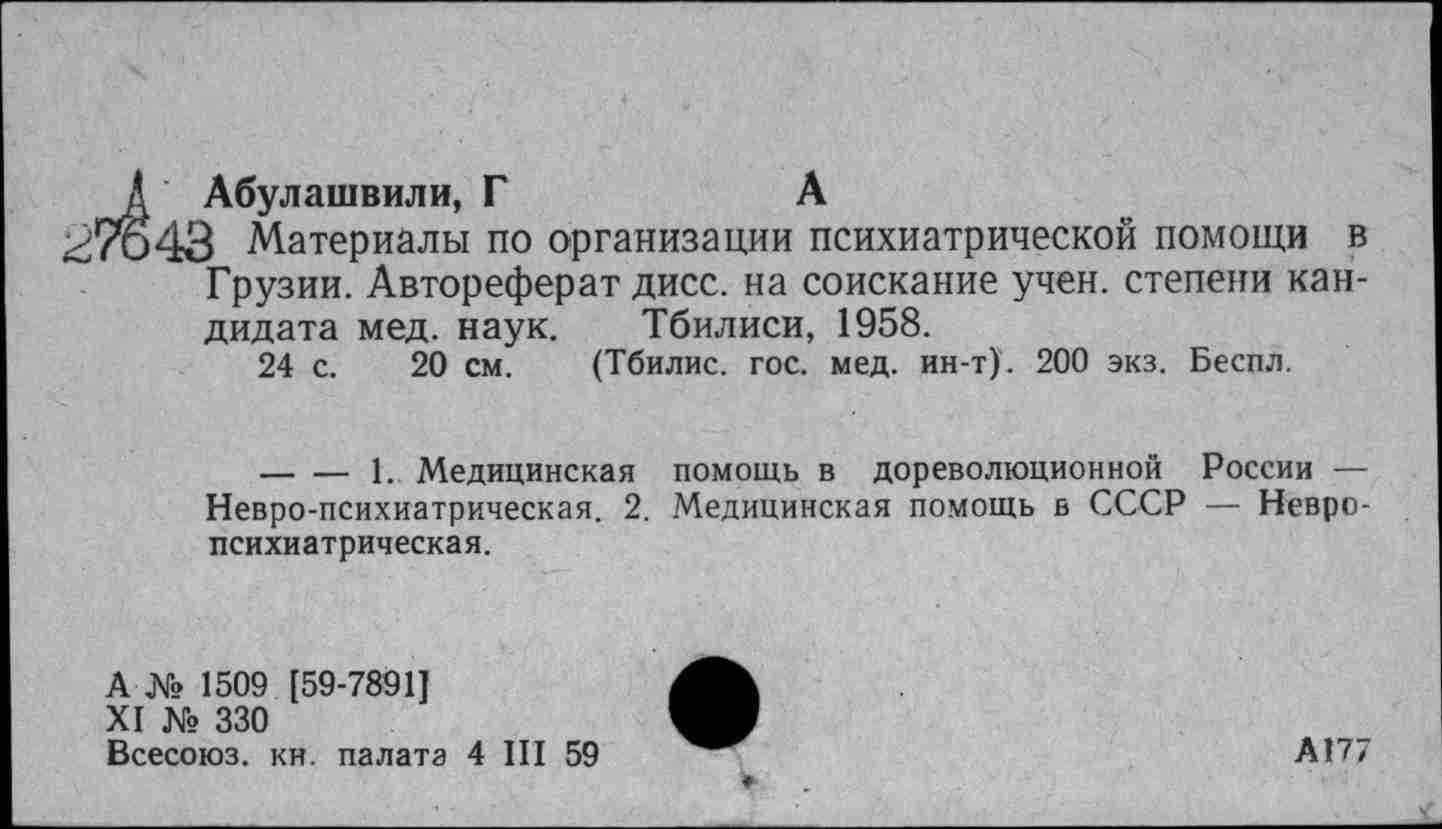 А Абулашвили, Г А
27643 Материалы по организации психиатрической помощи в
Грузии. Автореферат дисс. на соискание учен. степени кан-
дидата мед. наук. Тбилиси, 1958.
24 с. 20 см. (Тбилис. гос. мед. ин-т). 200 экз. Беспл.
— — 1. Медицинская помощь в дореволюционной России —
Невро-психиатрическая. 2. Медицинская помощь в СССР — Невро-
психиатрическая.
А № 1509 [59-7891]
XI № 330
Всесоюз. кн. палата 4 III 59
А177